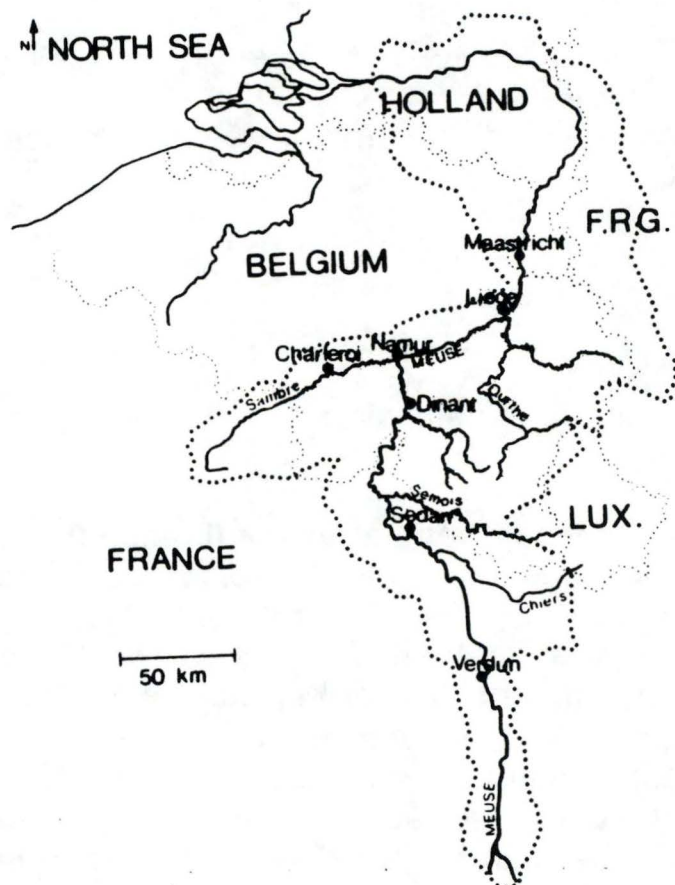 N
NORTH SEA
HOLLAND
F.R.G.
Maastricht
BELGIUM
Liège
Namur
Charleroi
MEUSE
Sambre
Ourthe
Dinant
Semois
Sedan
LUX.
FRANCE
Chiers
50 km
Verdun
MEUSE